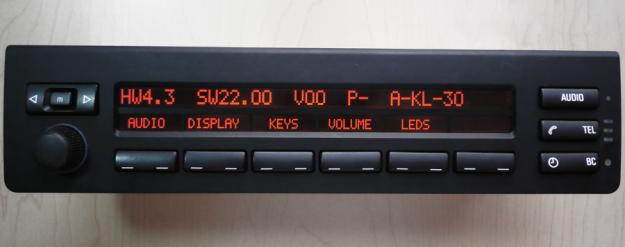 HW4.3 SW22.00 V00 P- A-KL-30
AUDIO DISPLAY KEYS VOLUME LEDS
m
AUDIO
TEL
BC